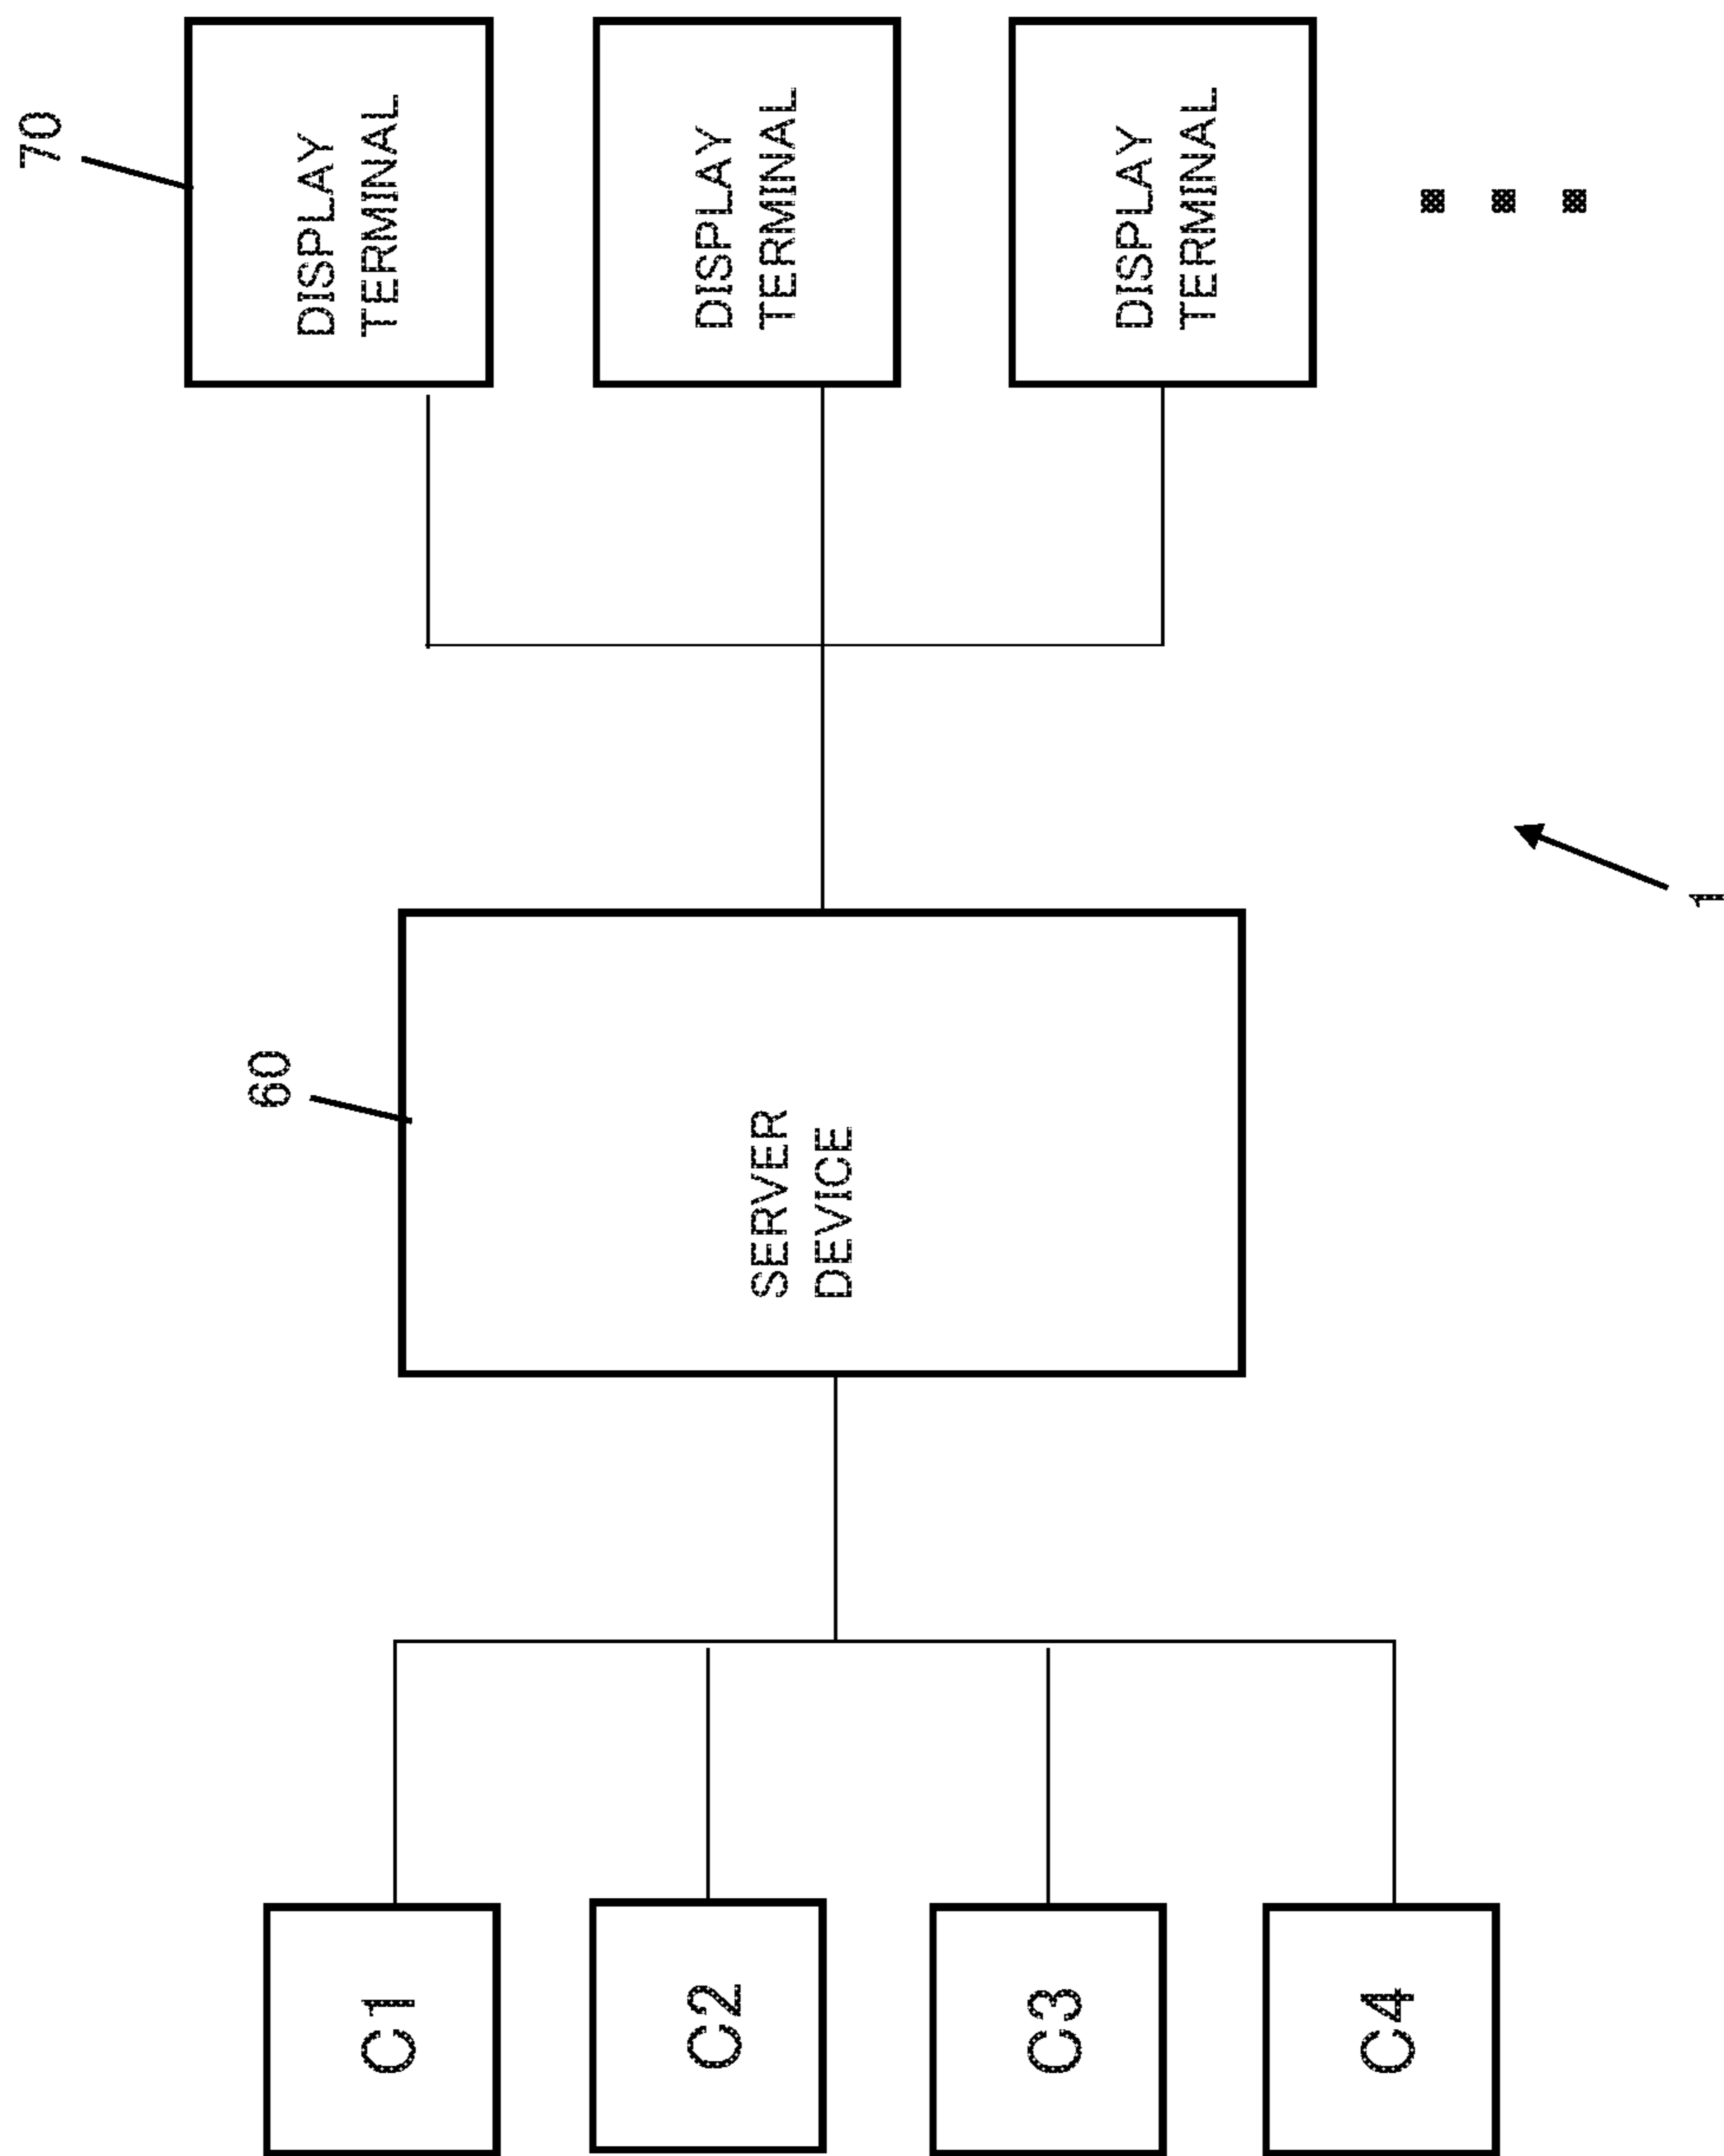 C1
C2
C3
C4
60
SERVER
DEVICE
70
DISPLAY
TERMINAL
DISPLAY
TERMINAL
DISPLAY
TERMINAL
1